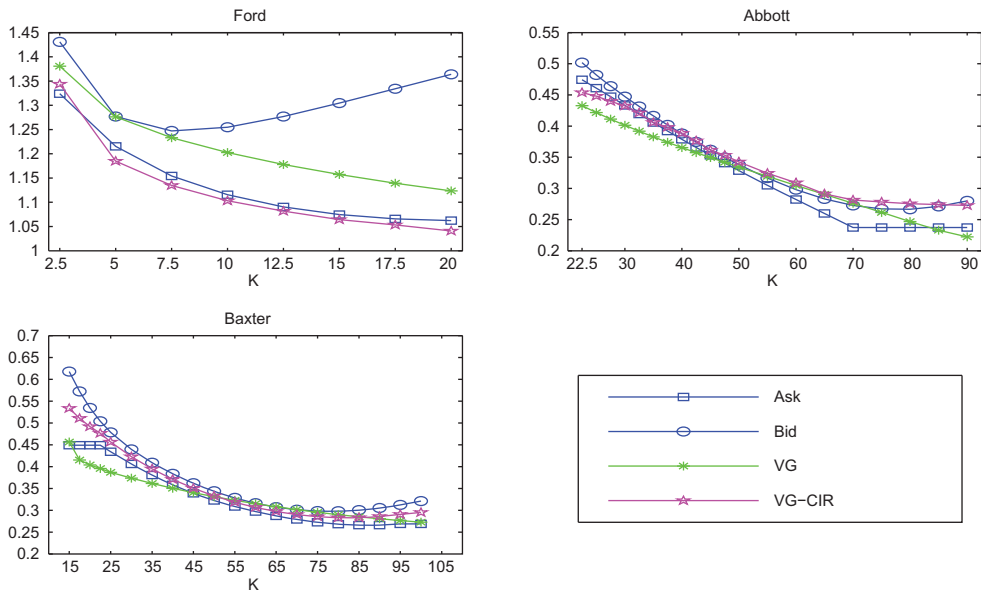 Ford
1.45
1.4
1.35
1.3
1.25
1.2
1.15
1.1
1.05
1
2.5 5 7.5 10 12.5 15 17.5 20
K
Abbott
0.55
0.5
0.45
0.4
0.35
0.3
0.25
0.2
22.5 30 40 50 60 70 80 90
K
Baxter
0.7
0.65
0.6
0.55
0.5
0.45
0.4
0.35
0.3
0.25
0.2
15 25 35 45 55 65 75 85 95 105
K
Ask
Bid
VG
VG−CIR